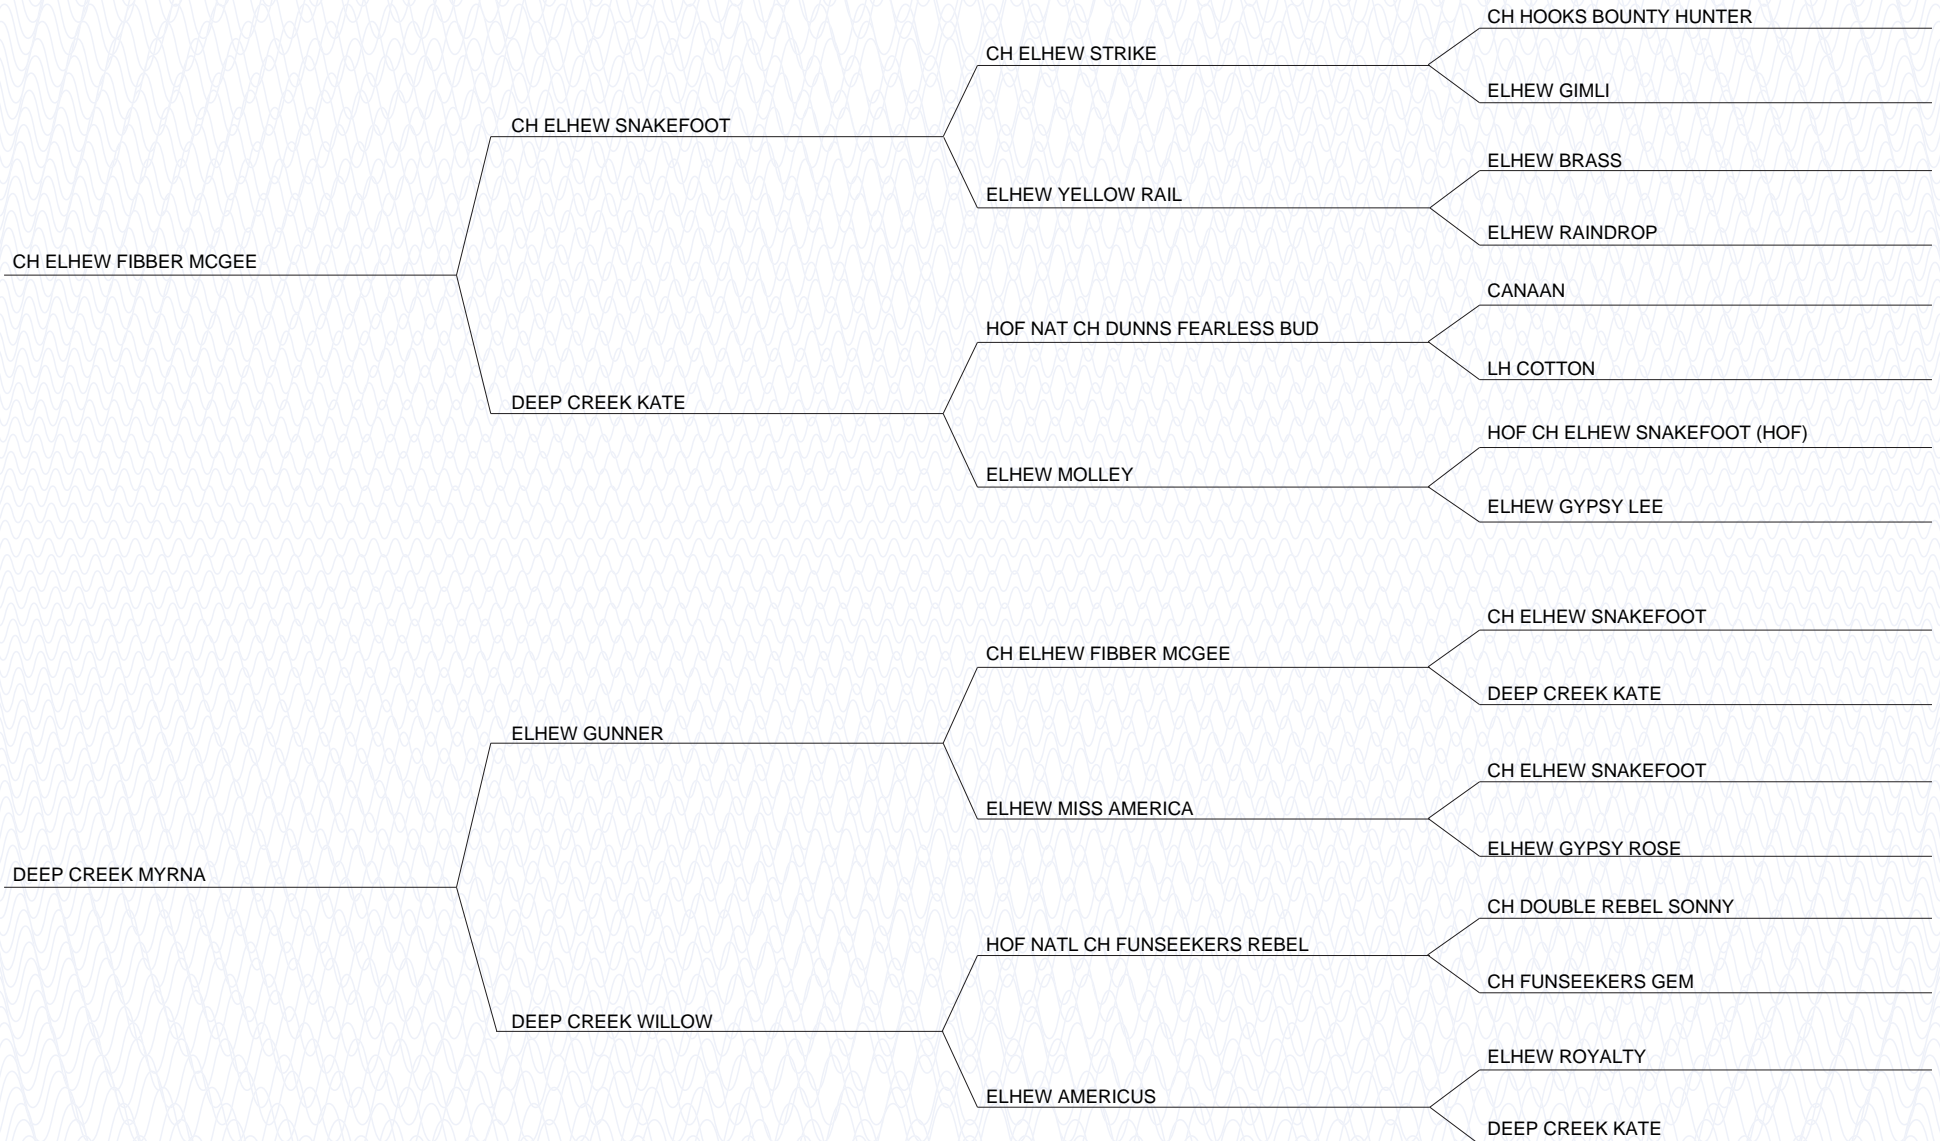 CH HOOKS BOUNTY HUNTER
CH ELHEW STRIKE
ELHEW GIMLI
CH ELHEW SNAKEFOOT
ELHEW BRASS
ELHEW YELLOW RAIL
ELHEW RAINDROP
CH ELHEW FIBBER MCGEE
CANAAN
HOF NAT CH DUNNS FEARLESS BUD
LH COTTON
DEEP CREEK KATE
HOF CH ELHEW SNAKEFOOT (HOF)
ELHEW MOLLEY
ELHEW GYPSY LEE
CH ELHEW SNAKEFOOT
CH ELHEW FIBBER MCGEE
DEEP CREEK KATE
ELHEW GUNNER
CH ELHEW SNAKEFOOT
ELHEW MISS AMERICA
ELHEW GYPSY ROSE
DEEP CREEK MYRNA
CH DOUBLE REBEL SONNY
HOF NATL CH FUNSEEKERS REBEL
CH FUNSEEKERS GEM
DEEP CREEK WILLOW
ELHEW ROYALTY
ELHEW AMERICUS
DEEP CREEK KATE